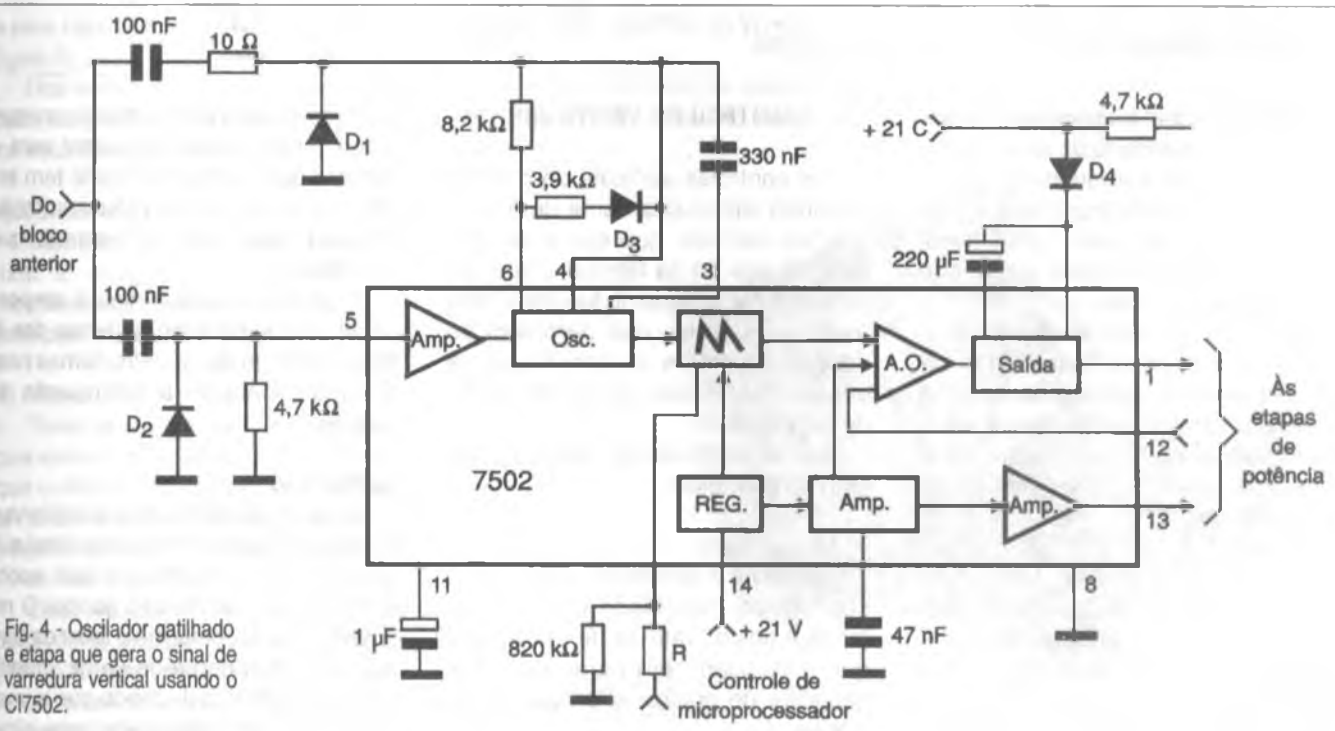 100 nF
10 Ω
8,2 kΩ
D1
3,9 kΩ
D3
330 nF
+ 21 C
4,7 kΩ
D4
Do
bloco
anterior
220 µF
100 nF
6
4
3
5
Amp.
Osc.
A.O.
Saída
1
D2
4,7 kΩ
12
Às
etapas
de
potência
7502
REG.
Amp.
Amp.
13
11
14
8
1 µF
820 kΩ
R
+ 21 V
47 nF
Controle de
microprocessador
Fig. 4 - Oscilador gatilhado
e etapa que gera o sinal de
varredura vertical usando o
CI7502.